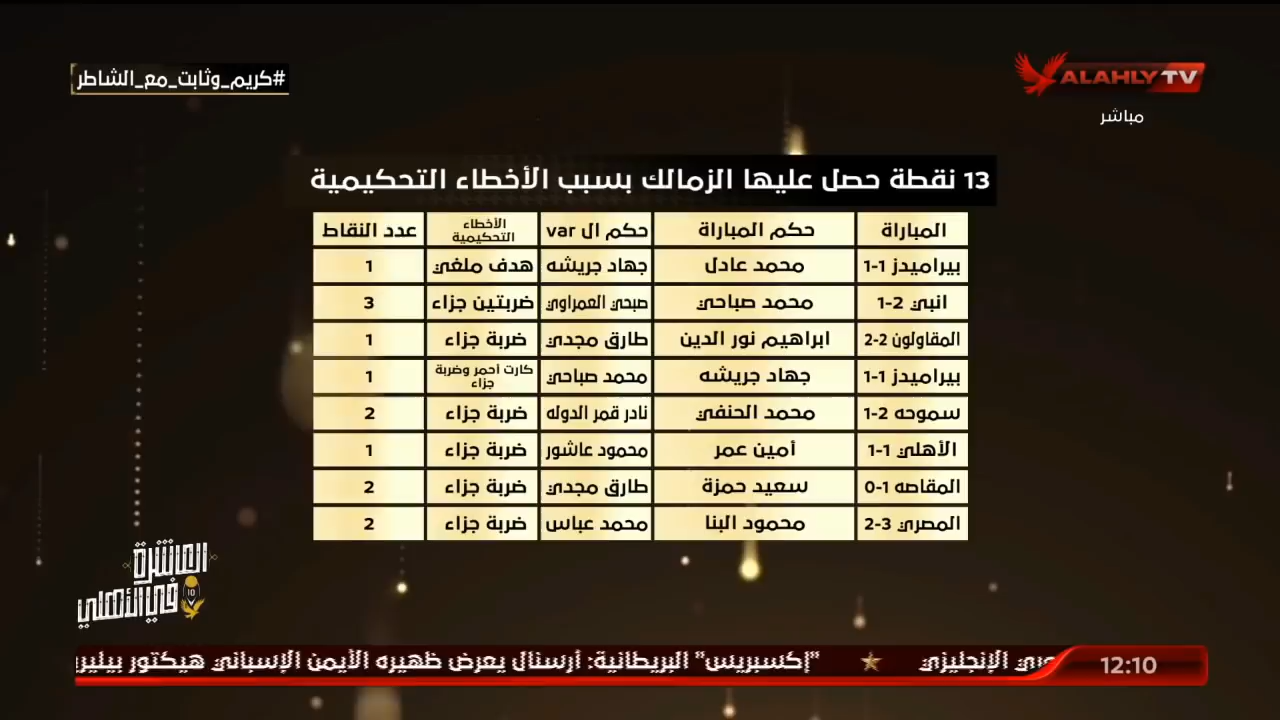 #كريم_وثابت_مع_الشاطر
ALAHLY TV
مباشر
13 نقطة حصل عليها الزمالك بسبب الأخطاء التحكيمية
المباراة حكم المباراة حكم ال var الأخطاء التحكيمية عدد النقاط
بيراميدز 1-1 محمد عادل جهاد جريشه هدف ملغي 1
انبي 2-1 محمد صباحي صبحي العمراوي ضربتين جزاء 3
المقاولون 2-2 ابراهيم نور الدين طارق مجدي ضربة جزاء 1
بيراميدز 1-1 جهاد جريشه محمد صباحي كارت أحمر وضربة جزاء 1
سموحه 2-1 محمد الحنفي نادر قمر الدوله ضربة جزاء 2
الأهلي 1-1 أمين عمر محمود عاشور ضربة جزاء 1
المقاصه 1-0 سعيد حمزة طارق مجدي ضربة جزاء 2
المصري 3-2 محمود البنا محمد عباس ضربة جزاء 2
العاشرة
في الأهلي
10
12:10
الإنجليزي "إكسبريس" البريطانية: أرسنال يعرض ظهيره الأيمن الإسباني هيكتور